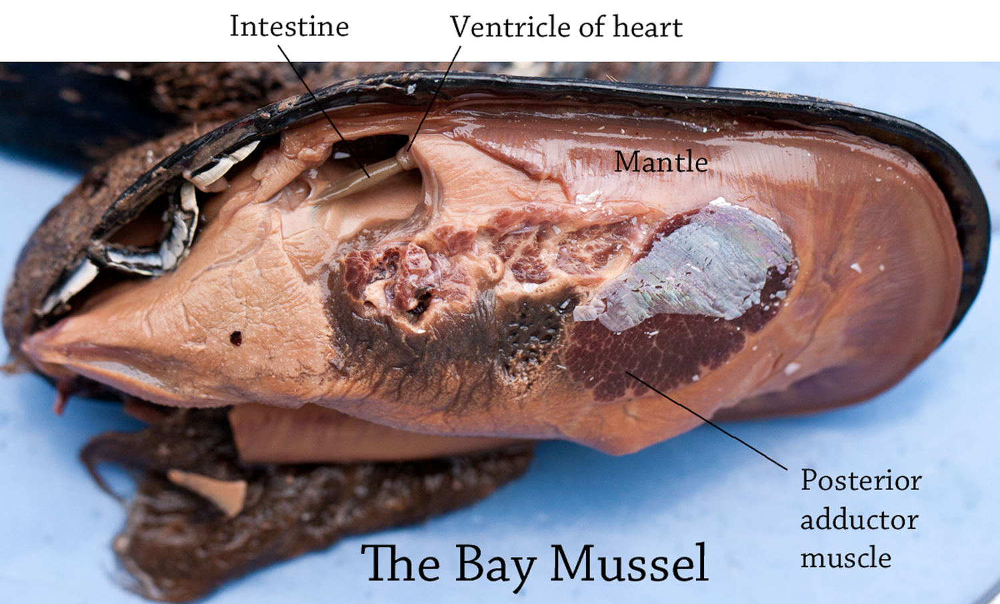 Intestine
Ventricle of heart
Mantle
Posterior
adductor
muscle
The Bay Mussel